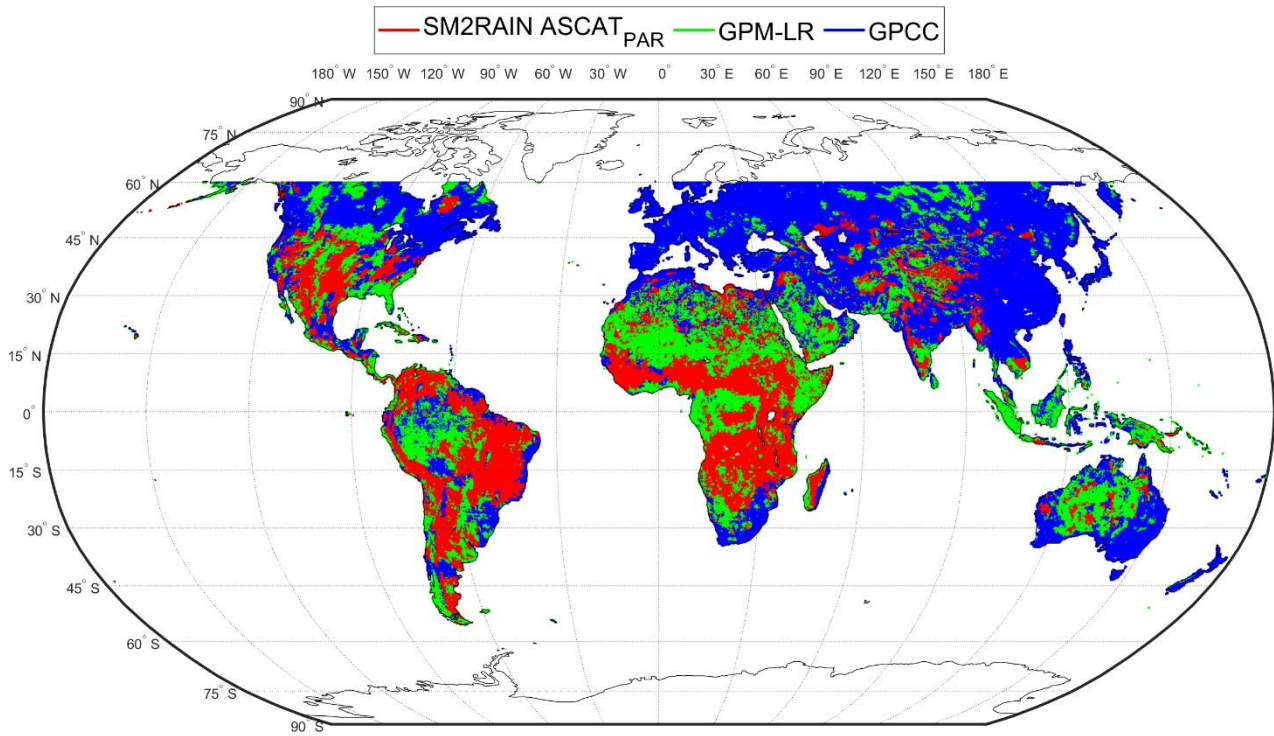 SM2RAIN ASCAT_PAR GPM-LR GPCC
180° W 150° W 120° W 90° W 60° W 30° W 0° 30° E 60° E 90° E 120° E 150° E 180° E
90° N
75° N
60° N
45° N
30° N
15° N
0°
15° S
30° S
45° S
60° S
75° S
90° S